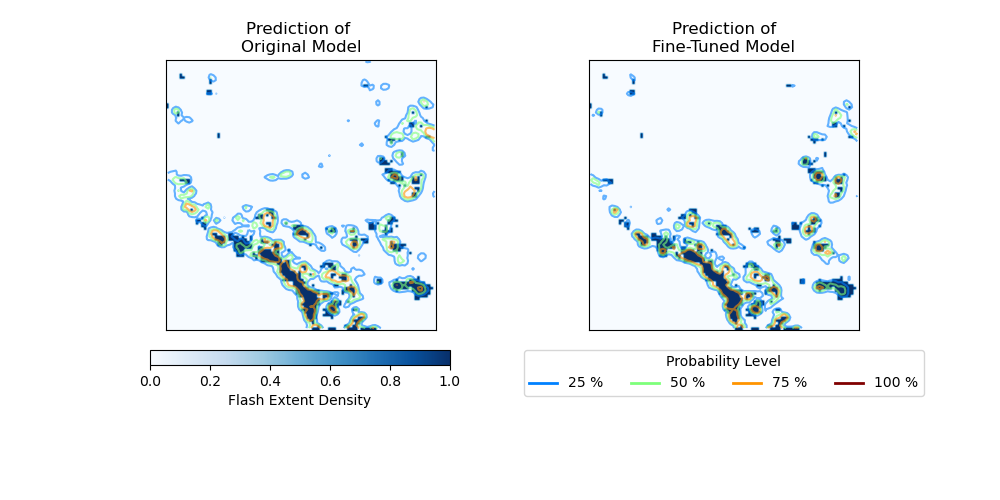 Prediction of
Original Model
Prediction of
Fine-Tuned Model
0.0 0.2 0.4 0.6 0.8 1.0
Flash Extent Density
Probability Level
25 % 50 % 75 % 100 %